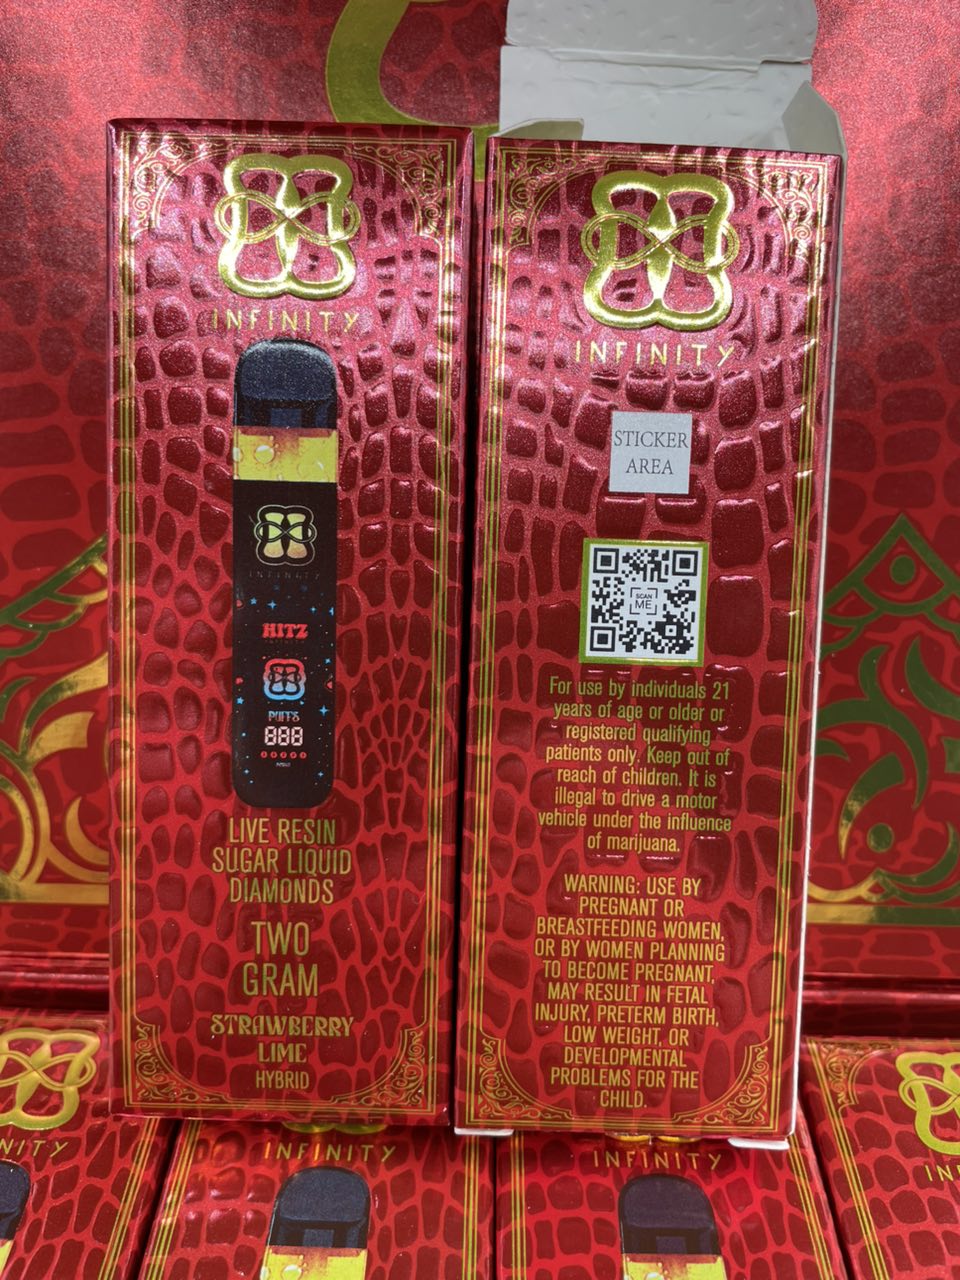 INFINITY
INFINITY
HITZ
PUFFS
888
LIVE RESIN
SUGAR LIQUID
DIAMONDS
TWO
GRAM
STRAWBERRY
LIME
HYBRID
INFINITY
STICKER
AREA
SCAN
ME
For use by individuals 21
years of age or older or
registered qualifying
patients only. Keep out of
reach of children. It is
illegal to drive a motor
vehicle under the influence
of marijuana.
WARNING: USE BY
PREGNANT OR
BREASTFEEDING WOMEN,
OR BY WOMEN PLANNING
TO BECOME PREGNANT,
MAY RESULT IN FETAL
INJURY, PRETERM BIRTH,
LOW WEIGHT, OR
DEVELOPMENTAL
PROBLEMS FOR THE
CHILD.
INFINITY
INFINITY
INFINITY
IN